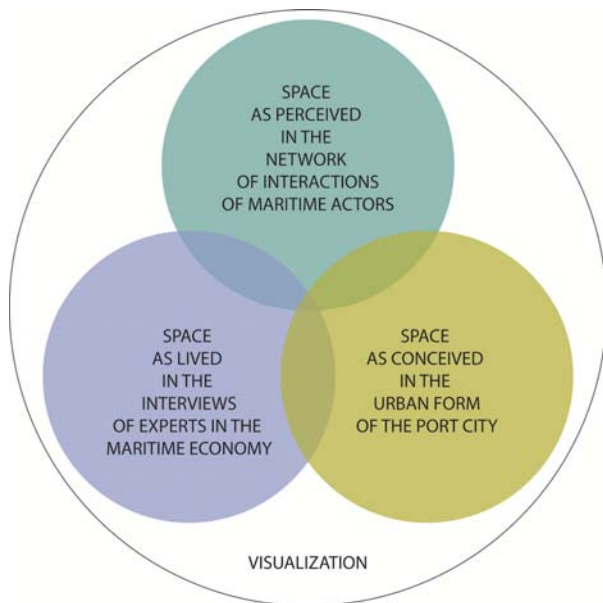 SPACE
AS PERCEIVED
IN THE
NETWORK
OF INTERACTIONS
OF MARITIME ACTORS
SPACE
AS LIVED
IN THE
INTERVIEWS
OF EXPERTS IN THE
MARITIME ECONOMY
SPACE
AS CONCEIVED
IN THE
URBAN FORM
OF THE PORT CITY
VISUALIZATION